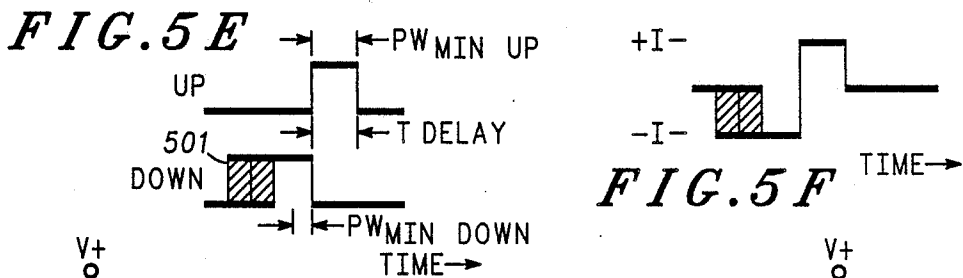 FIG.5E
PW MIN UP
UP
T DELAY
501
DOWN
PW MIN DOWN
TIME→
V+
+I-
-I-
TIME→
FIG.5F
V+